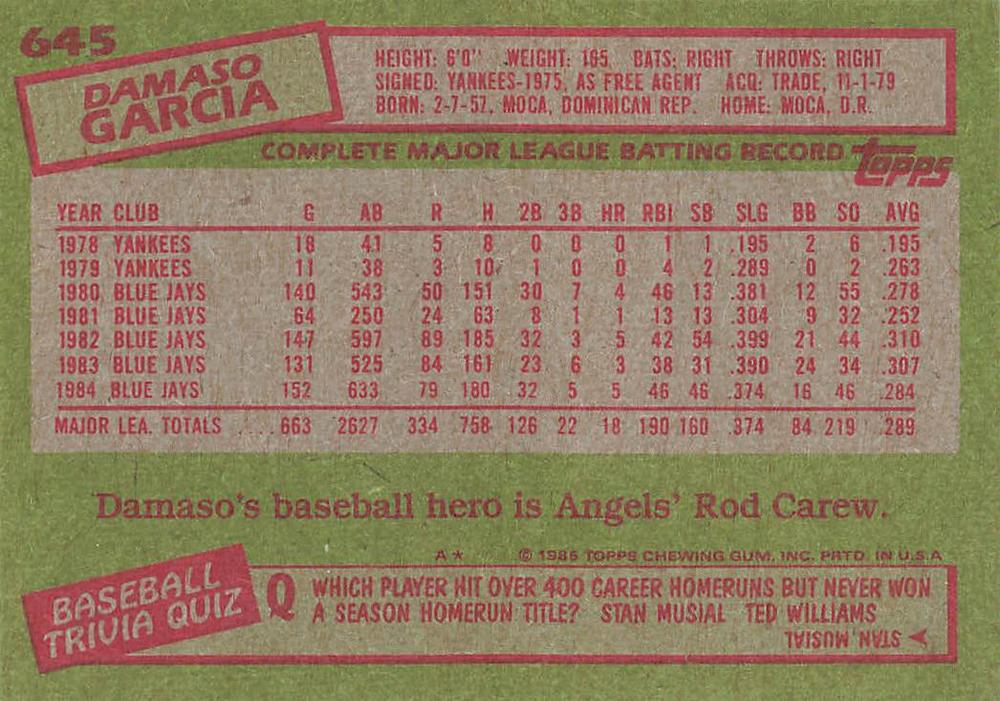 645
DAMASO
GARCIA
HEIGHT: 6'0" WEIGHT: 165 BATS: RIGHT THROWS: RIGHT
SIGNED: YANKEES-1975, AS FREE AGENT ACQ: TRADE, 11-1-79
BORN: 2-7-57, MOCA, DOMINICAN REP. HOME: MOCA, D.R.
COMPLETE MAJOR LEAGUE BATTING RECORD topps
YEAR CLUB G AB R H 2B 3B HR RBI SB SLG BB SO AVG
1978 YANKEES 18 41 5 8 0 0 0 1 1 .195 2 6 .195
1979 YANKEES 11 38 3 10 1 0 0 4 2 .289 0 2 .263
1980 BLUE JAYS 140 543 50 151 30 7 4 46 13 .381 12 55 .278
1981 BLUE JAYS 64 250 24 63 8 1 1 13 13 .304 9 32 .252
1982 BLUE JAYS 147 597 89 185 32 3 5 42 54 .399 21 44 .310
1983 BLUE JAYS 131 525 84 161 23 6 3 38 31 .390 24 34 .307
1984 BLUE JAYS 152 633 79 180 32 5 5 46 46 .374 16 46 .284
MAJOR LEA. TOTALS ....663 2627 334 758 126 22 18 190 160 .374 84 219 .289
Damaso's baseball hero is Angels' Rod Carew.
A* © 1985 TOPPS CHEWING GUM, INC. PRTD. IN U.S.A
BASEBALL
TRIVIA QUIZ
Q WHICH PLAYER HIT OVER 400 CAREER HOMERUNS BUT NEVER WON
A SEASON HOMERUN TITLE? STAN MUSIAL TED WILLIAMS
STAN MUSIAL